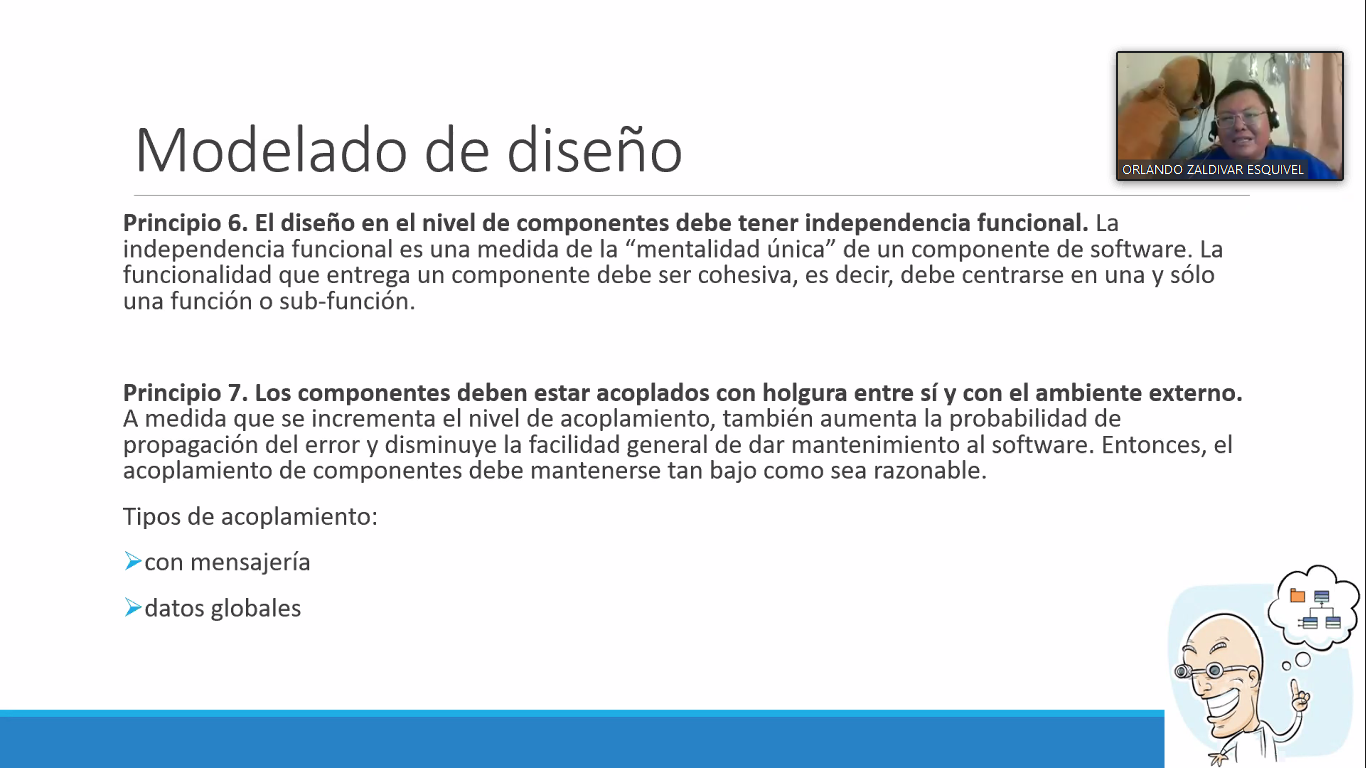 Modelado de diseño
ORLANDO ZALDIVAR ESQUIVEL
Principio 6. El diseño en el nivel de componentes debe tener independencia funcional. La
independencia funcional es una medida de la “mentalidad única” de un componente de software. La
funcionalidad que entrega un componente debe ser cohesiva, es decir, debe centrarse en una y sólo
una función o sub-función.
Principio 7. Los componentes deben estar acoplados con holgura entre sí y con el ambiente externo.
A medida que se incrementa el nivel de acoplamiento, también aumenta la probabilidad de
propagación del error y disminuye la facilidad general de dar mantenimiento al software. Entonces, el
acoplamiento de componentes debe mantenerse tan bajo como sea razonable.
Tipos de acoplamiento:
con mensajería
datos globales